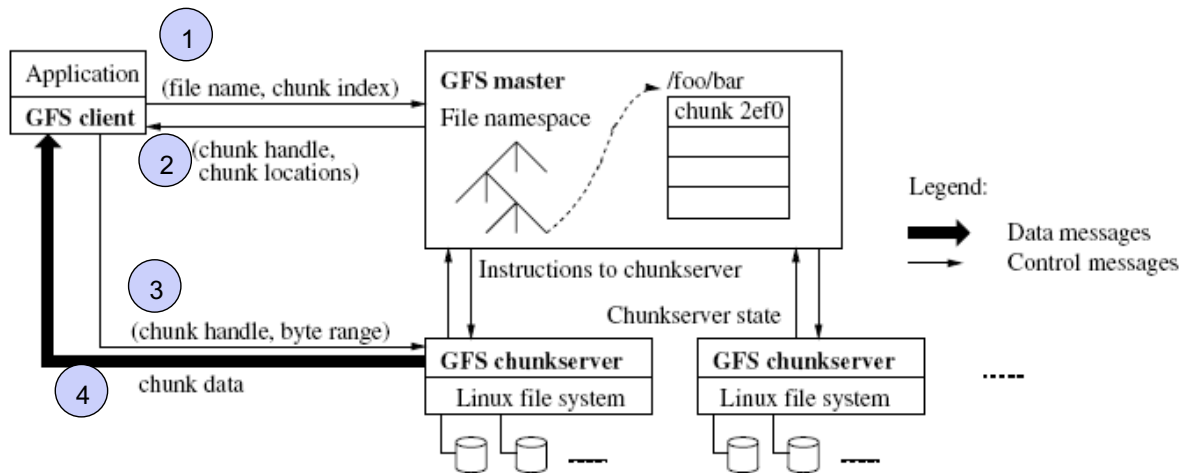 1
Application
GFS client
(file name, chunk index)
2
(chunk handle,
chunk locations)
GFS master
File namespace
/foo/bar
chunk 2ef0
Legend:
Data messages
Control messages
Instructions to chunkserver
Chunkserver state
3
(chunk handle, byte range)
4
chunk data
GFS chunkserver
Linux file system
GFS chunkserver
Linux file system